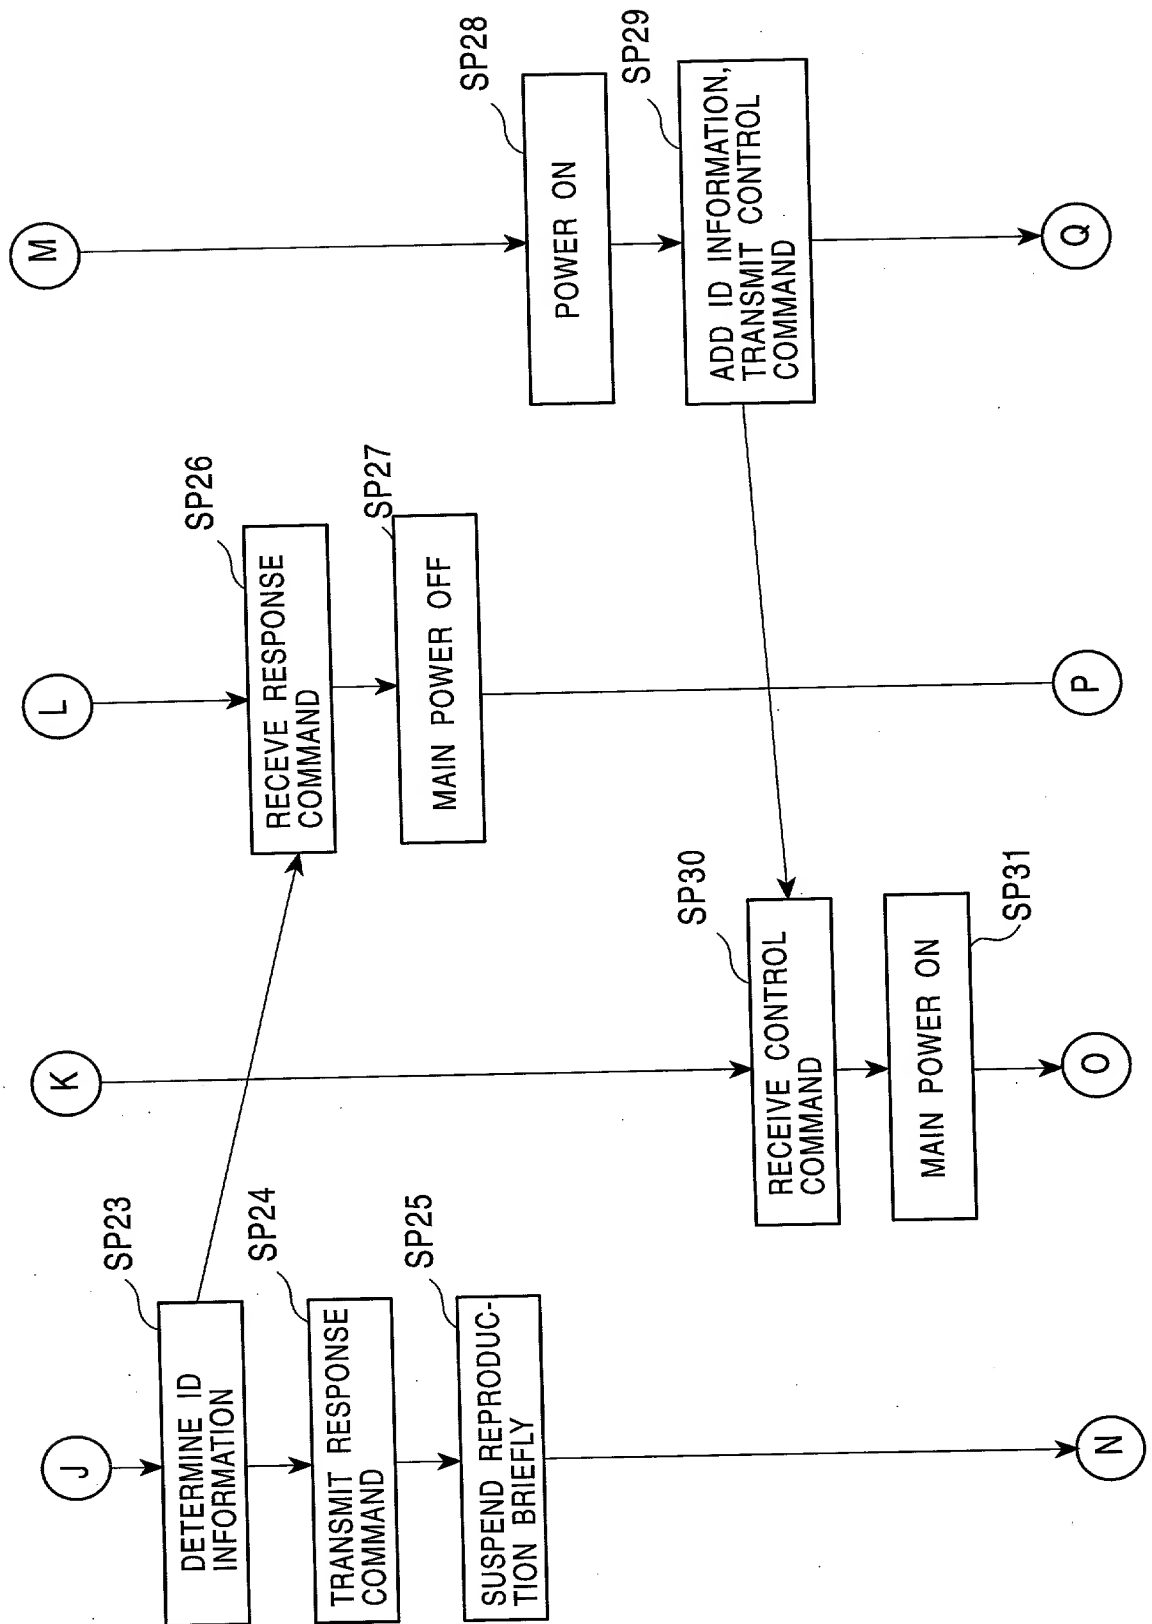 J
SP23
DETERMINE ID
INFORMATION
SP24
TRANSMIT RESPONSE
COMMAND
SP25
SUSPEND REPRODUC-
TION BRIEFLY
N
K
SP30
RECEIVE CONTROL
COMMAND
MAIN POWER ON
SP31
O
L
SP26
RECEVE RESPONSE
COMMAND
SP27
MAIN POWER OFF
P
M
SP28
POWER ON
SP29
ADD ID INFORMATION,
TRANSMIT CONTROL
COMMAND
Q